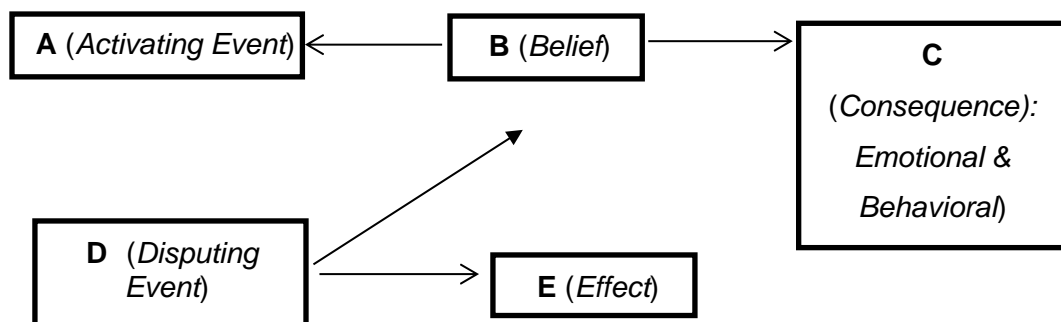 A (Activating Event)
B (Belief)
C
(Consequence):
Emotional &
Behavioral)
D (Disputing
Event)
E (Effect)